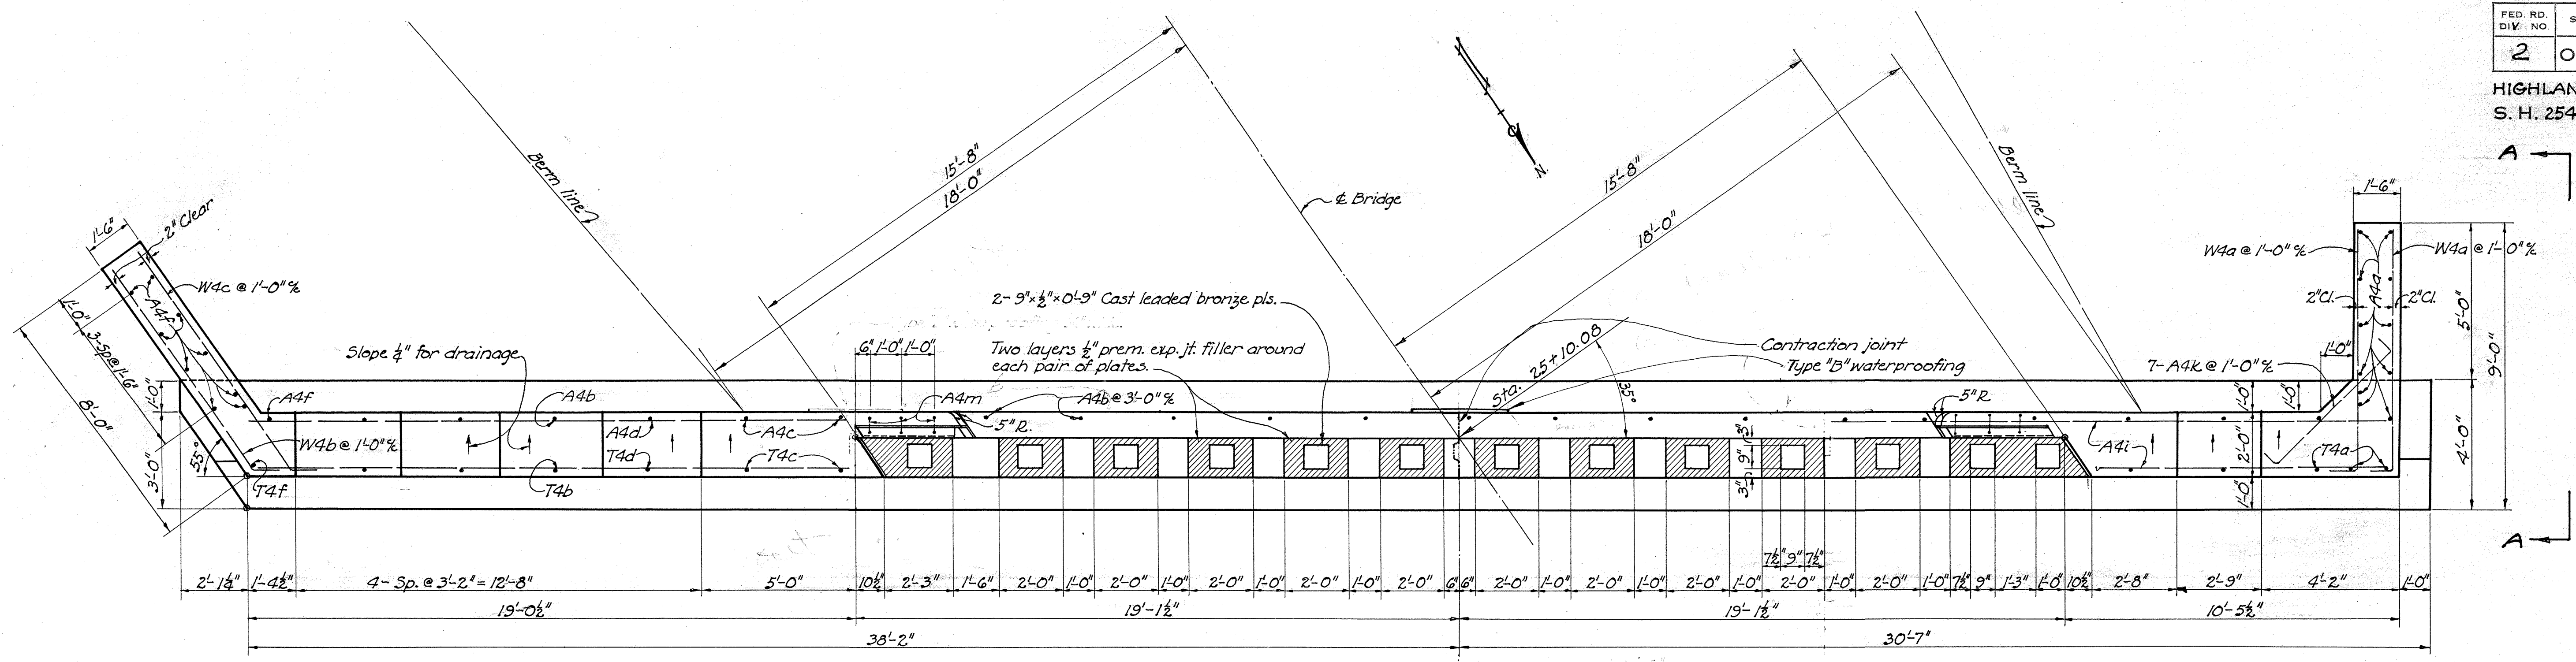 FED. RD.
DIV. NO.
2
HIGHLAN
S. H. 254
A
A
N
Berm line
15'-8"
18'-0"
℄ Bridge
15'-8"
18'-0"
Berm line
1'-6"
2" Clear
W4c @ 1'-0" %
A4f
1'-0"
3-Sp@1'-6"
8'-0"
1'-0"
3'-0"
55°
A4f
W4b @ 1'-0" %
T4f
Slope ¼" for drainage
A4b
A4d
T4d
T4b
A4c
T4c
6" 1'-0" 1'-0"
A4m
5" R.
A4b @ 3'-0" %
2- 9"x½"x0'-9" Cast leaded bronze pls.
Two layers ½" prem. exp. jt. filler around
each pair of plates.
Sta. 25+10.08
35°
Contraction joint
Type "B" waterproofing
3" 9" 3"
5" R
7- A4k @ 1'-0" %
A4i
T4a
1'-6"
W4a @ 1'-0" %
W4a @ 1'-0" %
A4a
2"Cl.
2"Cl.
1'-0"
1'-0"
1'-0"
2'-0"
1'-0"
5'-0"
4'-0"
9'-0"
7½" 9" 7½"
2'-1¼" 1'-4½" 4- Sp. @ 3'-2" = 12'-8" 5'-0" 10½" 2'-3" 1'-6" 2'-0" 1'-0" 2'-0" 1'-0" 2'-0" 1'-0" 2'-0" 1'-0" 2'-0" 6" 6" 2'-0" 1'-0" 2'-0" 1'-0" 2'-0" 1'-0" 2'-0" 1'-0" 2'-0" 1'-0" 7½" 9" 1'-3" 1'-0" 10½" 2'-8" 2'-9" 4'-2" 1'-0"
19'-0½" 19'-1½" 19'-1½" 10'-5½"
38'-2" 30'-7"